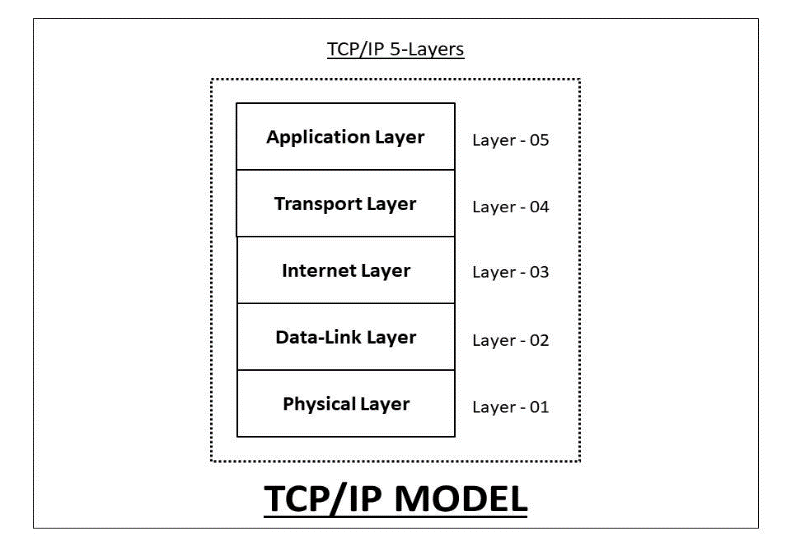 TCP/IP 5-Layers
Application Layer Layer - 05
Transport Layer Layer - 04
Internet Layer Layer - 03
Data-Link Layer Layer - 02
Physical Layer Layer - 01
TCP/IP MODEL